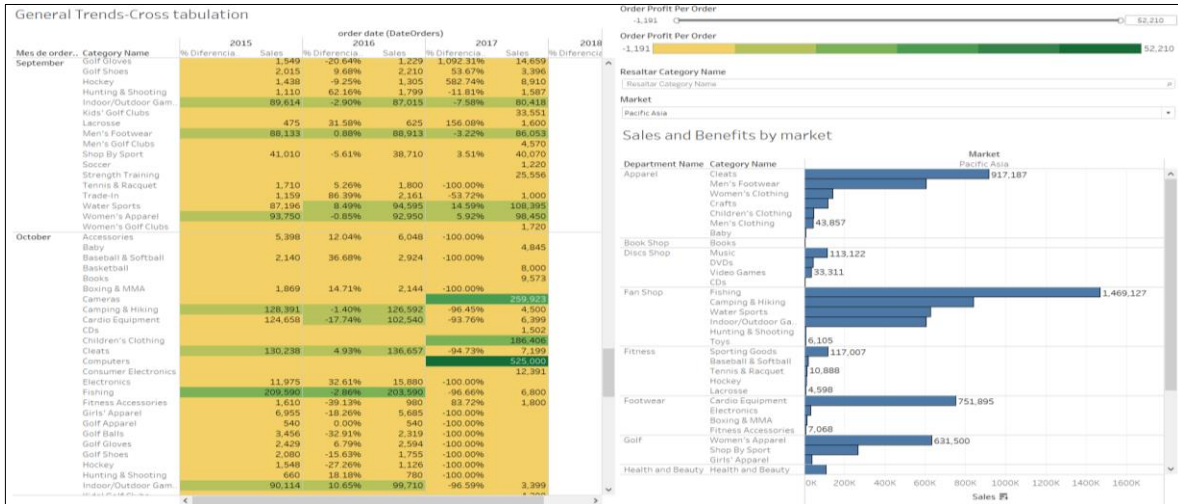 General Trends-Cross tabulation
order date (DateOrders)
2015 2016 2017 2018
Mes de order.. Category Name % Diferencia.. Sales % Diferencia.. Sales % Diferencia.. Sales % Diferencia
September Golf Gloves 1,549 -20.64% 1,229 1,092.31% 14,659
Golf Shoes 2,015 9.68% 2,210 53.67% 3,396
Hockey 1,438 -9.25% 1,305 582.74% 8,910
Hunting & Shooting 1,110 62.16% 1,799 -11.81% 1,587
Indoor/Outdoor Gam.. 89,614 -2.90% 87,015 -7.58% 80,418
Kids' Golf Clubs 33,551
Lacrosse 475 31.58% 625 156.08% 1,600
Men's Footwear 88,133 0.88% 88,913 -3.22% 86,053
Men's Golf Clubs 4,570
Shop By Sport 41,010 -5.61% 38,710 3.51% 40,070
Soccer 1,220
Strength Training 25,556
Tennis & Racquet 1,710 5.26% 1,800 -100.00%
Trade-In 1,159 86.39% 2,161 -53.72% 1,000
Water Sports 87,196 8.49% 94,595 14.59% 108,395
Women's Apparel 93,750 -0.85% 92,950 5.92% 98,450
Women's Golf Clubs 1,720
October Accessories 5,398 12.04% 6,048 -100.00%
Baby 4,845
Baseball & Softball 2,140 36.68% 2,924 -100.00%
Basketball 8,000
Books 9,573
Boxing & MMA 1,869 14.71% 2,144 -100.00%
Cameras 259,923
Camping & Hiking 128,391 -1.40% 126,592 -96.45% 4,500
Cardio Equipment 124,658 -17.74% 102,540 -93.76% 6,399
CDs 1,502
Children's Clothing 186,406
Cleats 130,238 4.93% 136,657 -94.73% 7,199
Computers 525,000
Consumer Electronics 12,391
Electronics 11,975 32.61% 15,880 -100.00%
Fishing 209,590 -2.86% 203,590 -96.66% 6,800
Fitness Accessories 1,610 -39.13% 980 83.72% 1,800
Girls' Apparel 6,955 -18.26% 5,685 -100.00%
Golf Apparel 540 0.00% 540 -100.00%
Golf Balls 3,456 -32.91% 2,319 -100.00%
Golf Gloves 2,429 6.79% 2,594 -100.00%
Golf Shoes 2,080 -15.63% 1,755 -100.00%
Hockey 1,548 -27.26% 1,126 -100.00%
Hunting & Shooting 660 18.18% 780 -100.00%
Indoor/Outdoor Gam.. 90,114 10.65% 99,710 -96.59% 3,399
Order Profit Per Order
-1,191 52,210
Order Profit Per Order
-1,191 52,210
Resaltar Category Name
Resaltar Category Name
Market
Pacific Asia
Sales and Benefits by market
Market
Department Name Category Name Pacific Asia
Apparel Cleats 917,187
Men's Footwear
Women's Clothing
Crafts
Children's Clothing
Men's Clothing 43,857
Baby
Book Shop Books
Discs Shop Music 113,122
DVDs
Video Games 33,311
CDs
Fan Shop Fishing 1,469,127
Camping & Hiking
Water Sports
Indoor/Outdoor Ga..
Hunting & Shooting
Toys 6,105
Fitness Sporting Goods 117,007
Baseball & Softball
Tennis & Racquet 10,888
Hockey
Lacrosse 4,598
Footwear Cardio Equipment 751,895
Electronics
Boxing & MMA
Fitness Accessories 7,068
Golf Women's Apparel 631,500
Shop By Sport
Girls' Apparel
Health and Beauty Health and Beauty
00K 200K 400K 600K 800K 1000K 1200K 1400K 1600K
Sales